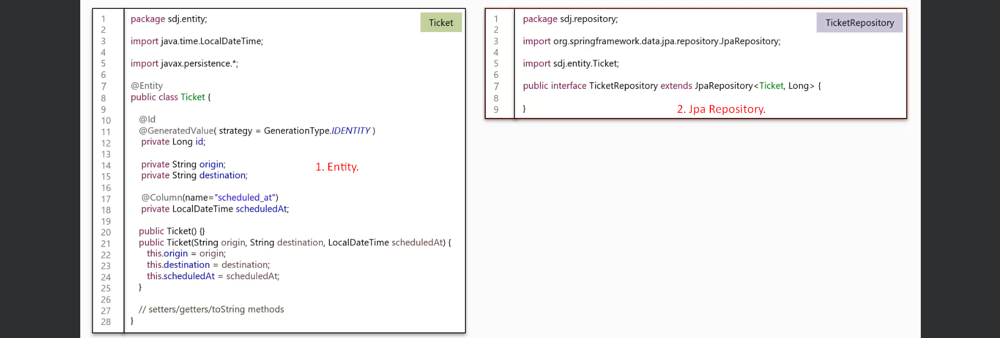 Ticket
1 package sdj.entity;
2
3 import java.time.LocalDateTime;
4
5 import javax.persistence.*;
6
7 @Entity
8 public class Ticket {
9
10 @Id
11 @GeneratedValue( strategy = GenerationType.IDENTITY )
12 private Long id;
13
14 private String origin;
15 private String destination;
16
17 @Column(name="scheduled_at")
18 private LocalDateTime scheduledAt;
19
20 public Ticket() {}
21 public Ticket(String origin, String destination, LocalDateTime scheduledAt) {
22 this.origin = origin;
23 this.destination = destination;
24 this.scheduledAt = scheduledAt;
25 }
26
27 // setters/getters/toString methods
28 }
1. Entity.
TicketRepository
1 package sdj.repository;
2
3 import org.springframework.data.jpa.repository.JpaRepository;
4
5 import sdj.entity.Ticket;
6
7 public interface TicketRepository extends JpaRepository<Ticket, Long> {
8
9 }
2. Jpa Repository.